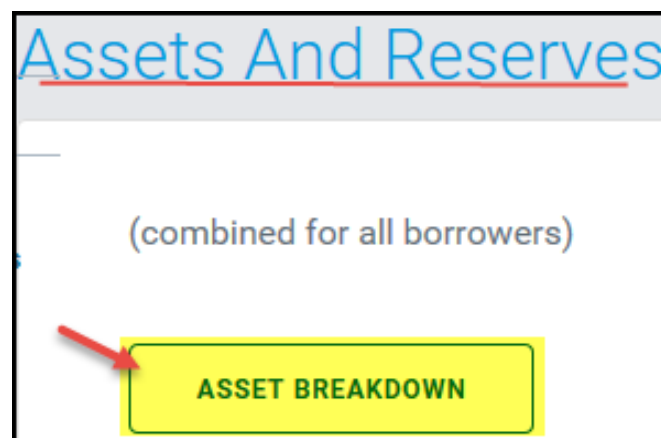 Assets And Reserves
(combined for all borrowers)
s
ASSET BREAKDOWN